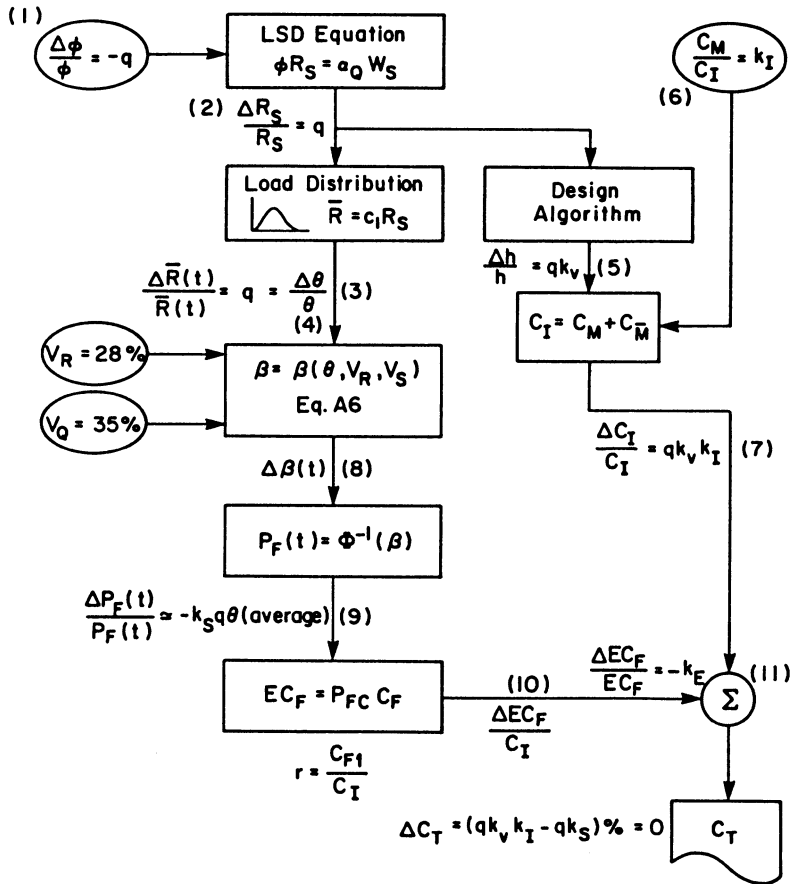 (1)
Δϕ/ϕ = -q
LSD Equation
ϕR_S = α_Q W_S
C_M/C_I = k_I
(6)
(2) ΔR_S/R_S = q
Load Distribution
R̅ = c₁R_S
Design
Algorithm
ΔR̅(t)/R̅(t) = q = Δθ/θ (3)
(4)
Δh/h = qk_v (5)
C_I = C_M + C_M̅
V_R = 28%
V_Q = 35%
β = β(θ, V_R, V_S)
Eq. A6
ΔC_I/C_I = qk_v k_I (7)
Δβ(t) (8)
P_F(t) = Φ⁻¹(β)
ΔP_F(t)/P_F(t) ≃ -k_S qθ(average) (9)
EC_F = P_FC C_F
(10)
ΔEC_F/C_I
ΔEC_F/EC_F = -k_E
(11)
Σ
r = C_F1/C_I
ΔC_T = (qk_v k_I - qk_S)% = 0
C_T